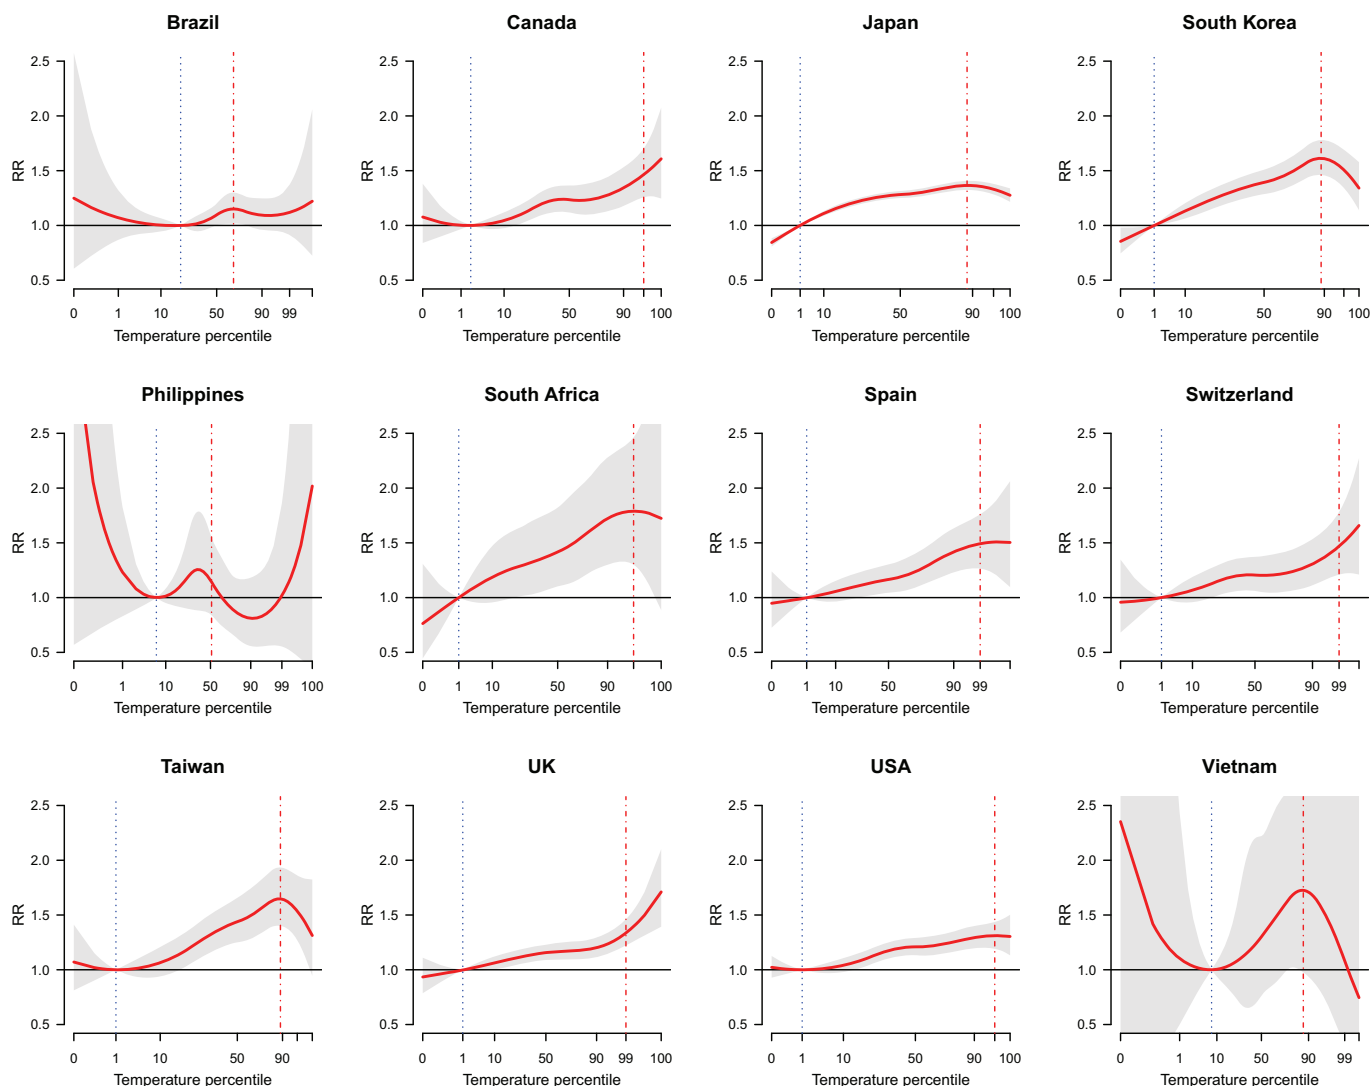 Brazil
Canada
Japan
South Korea
RR
2.5
2.0
1.5
1.0
0.5
0 1 10 50 90 99
Temperature percentile
RR
2.5
2.0
1.5
1.0
0.5
0 1 10 50 90 100
Temperature percentile
RR
2.5
2.0
1.5
1.0
0.5
0 1 10 50 90 100
Temperature percentile
RR
2.5
2.0
1.5
1.0
0.5
0 1 10 50 90 100
Temperature percentile
Philippines
South Africa
Spain
Switzerland
RR
2.5
2.0
1.5
1.0
0.5
0 1 10 50 90 99 100
Temperature percentile
RR
2.5
2.0
1.5
1.0
0.5
0 1 10 50 90 100
Temperature percentile
RR
2.5
2.0
1.5
1.0
0.5
0 1 10 50 90 99
Temperature percentile
RR
2.5
2.0
1.5
1.0
0.5
0 1 10 50 90 99
Temperature percentile
Taiwan
UK
USA
Vietnam
RR
2.5
2.0
1.5
1.0
0.5
0 1 10 50 90
Temperature percentile
RR
2.5
2.0
1.5
1.0
0.5
0 1 10 50 90 99 100
Temperature percentile
RR
2.5
2.0
1.5
1.0
0.5
0 1 10 50 90 100
Temperature percentile
RR
2.5
2.0
1.5
1.0
0.5
0 1 10 50 90 99
Temperature percentile